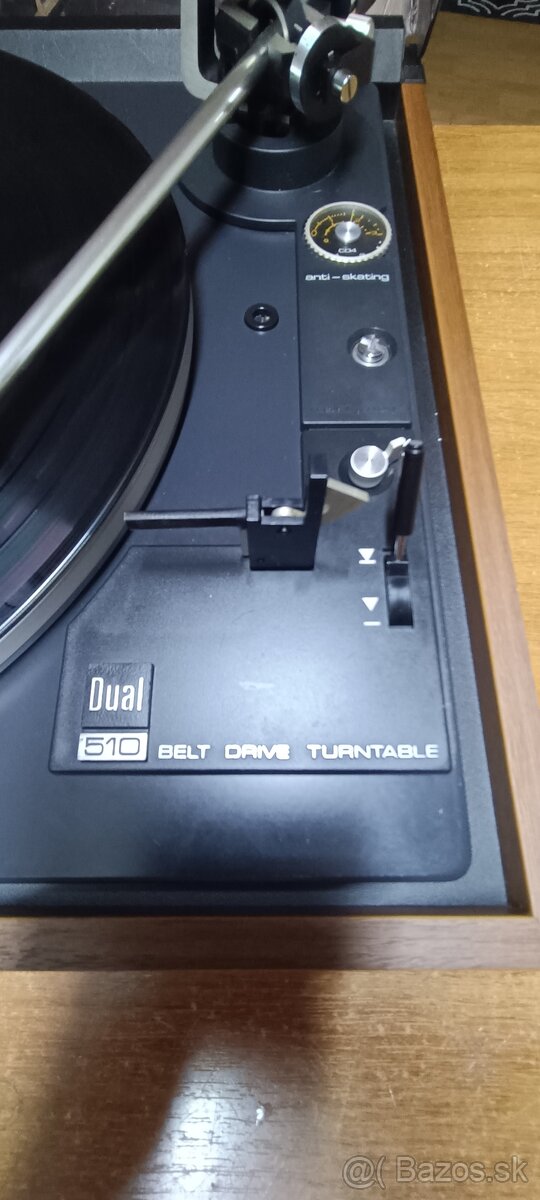 CD4
anti-skating
Dual
510 BELT DRIVE TURNTABLE
@( Bazos.sk